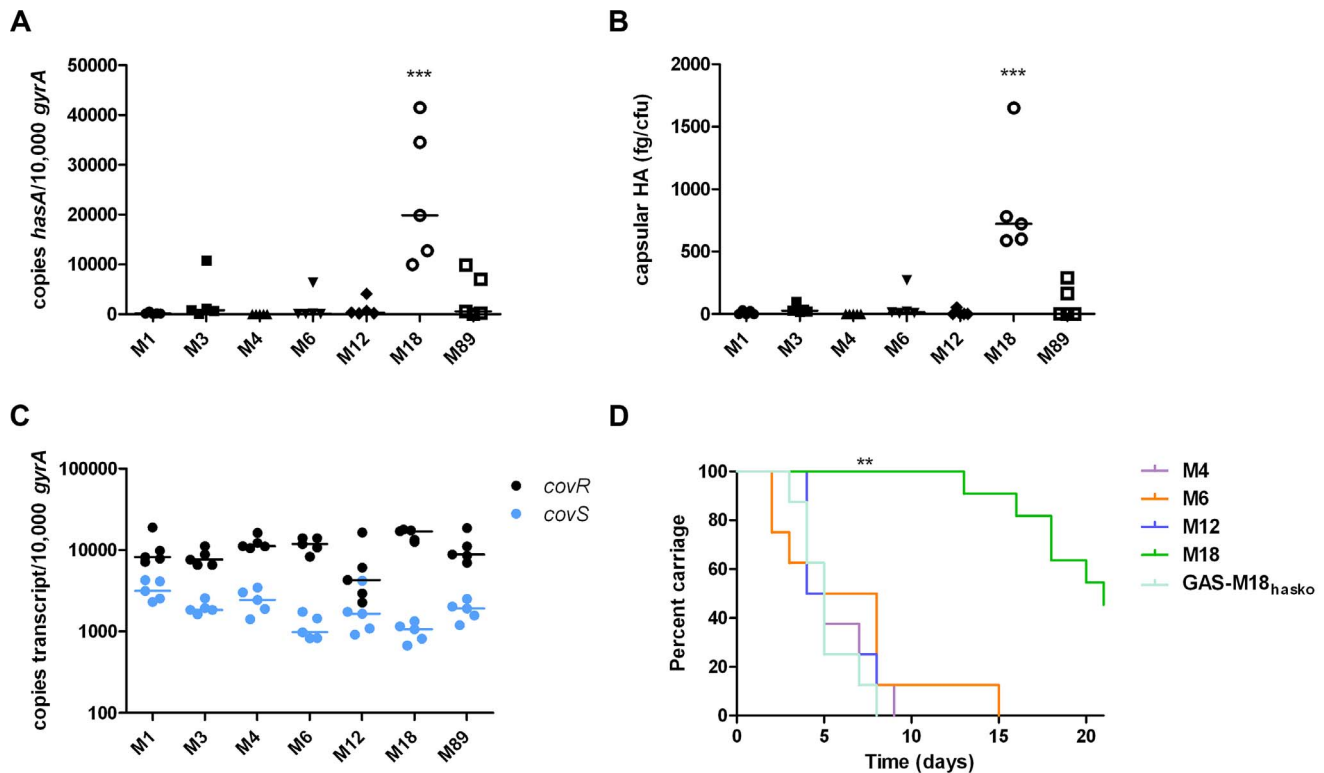 A
copies hasA/10,000 gyrA
50000
40000
30000
20000
10000
0
***
M1
M3
M4
M6
M12
M18
M89
B
capsular HA (fg/cfu)
2000
1500
1000
500
0
***
M1
M3
M4
M6
M12
M18
M89
C
copies transcript/10,000 gyrA
100000
10000
1000
100
covR
covS
M1
M3
M4
M6
M12
M18
M89
D
Percent carriage
100
80
60
40
20
0
**
0
5
10
15
20
Time (days)
M4
M6
M12
M18
GAS-M18hasko